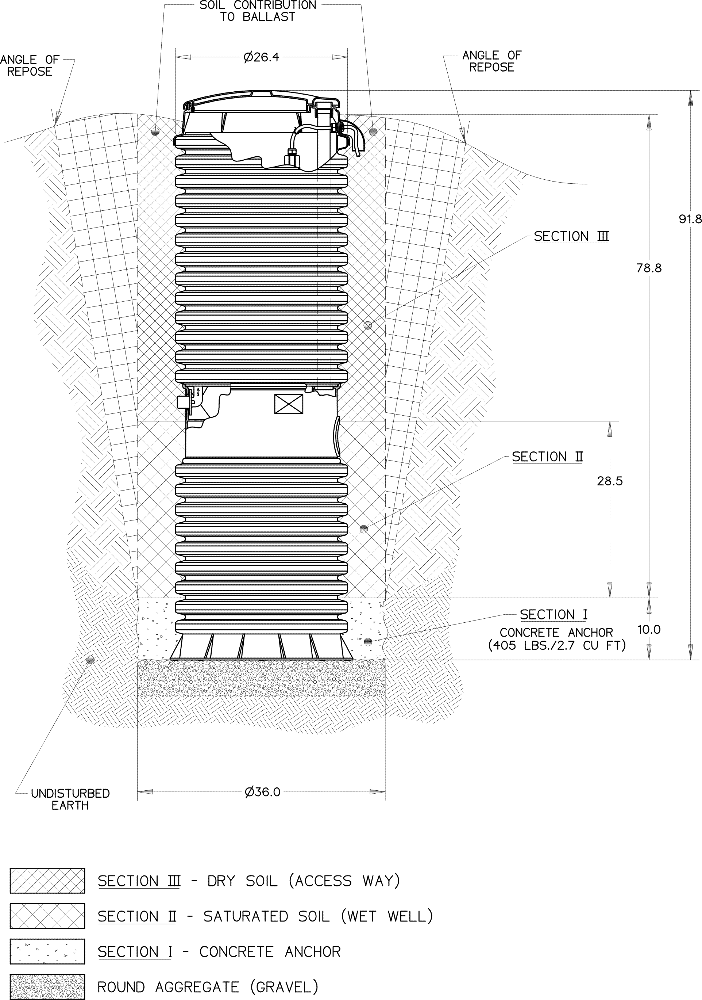 SOIL CONTRIBUTION
TO BALLAST
ANGLE OF
REPOSE
Ø26.4
ANGLE OF
REPOSE
91.8
SECTION III
78.8
e|one
SECTION II
28.5
SECTION I
CONCRETE ANCHOR
(405 LBS./2.7 CU FT)
10.0
Ø36.0
UNDISTURBED
EARTH
SECTION III - DRY SOIL (ACCESS WAY)
SECTION II - SATURATED SOIL (WET WELL)
SECTION I - CONCRETE ANCHOR
ROUND AGGREGATE (GRAVEL)